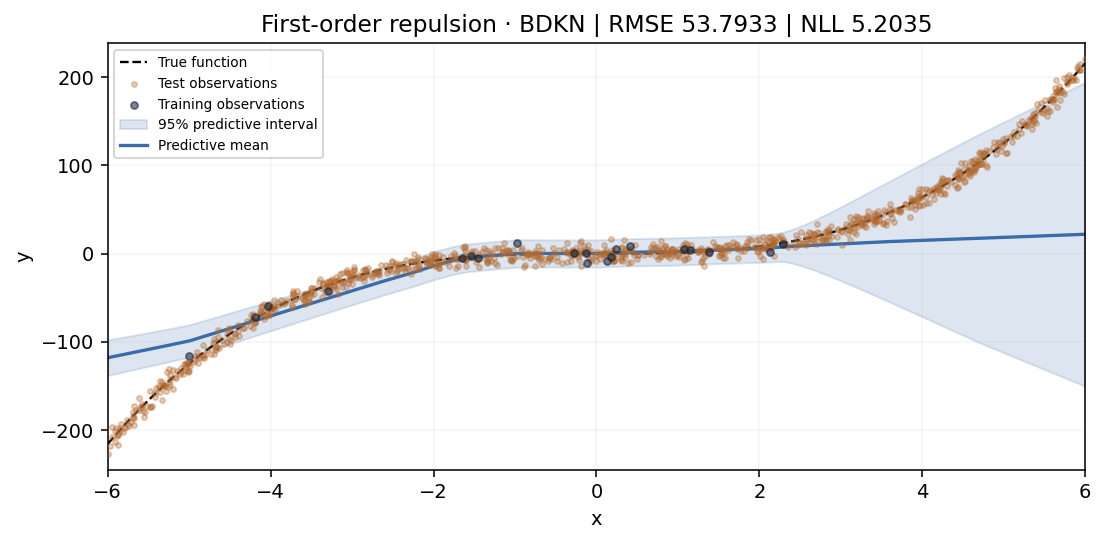 First-order repulsion · BDKN | RMSE 53.7933 | NLL 5.2035
True function
Test observations
Training observations
95% predictive interval
Predictive mean
y
200
100
0
−100
−200
−6
−4
−2
0
2
4
6
x